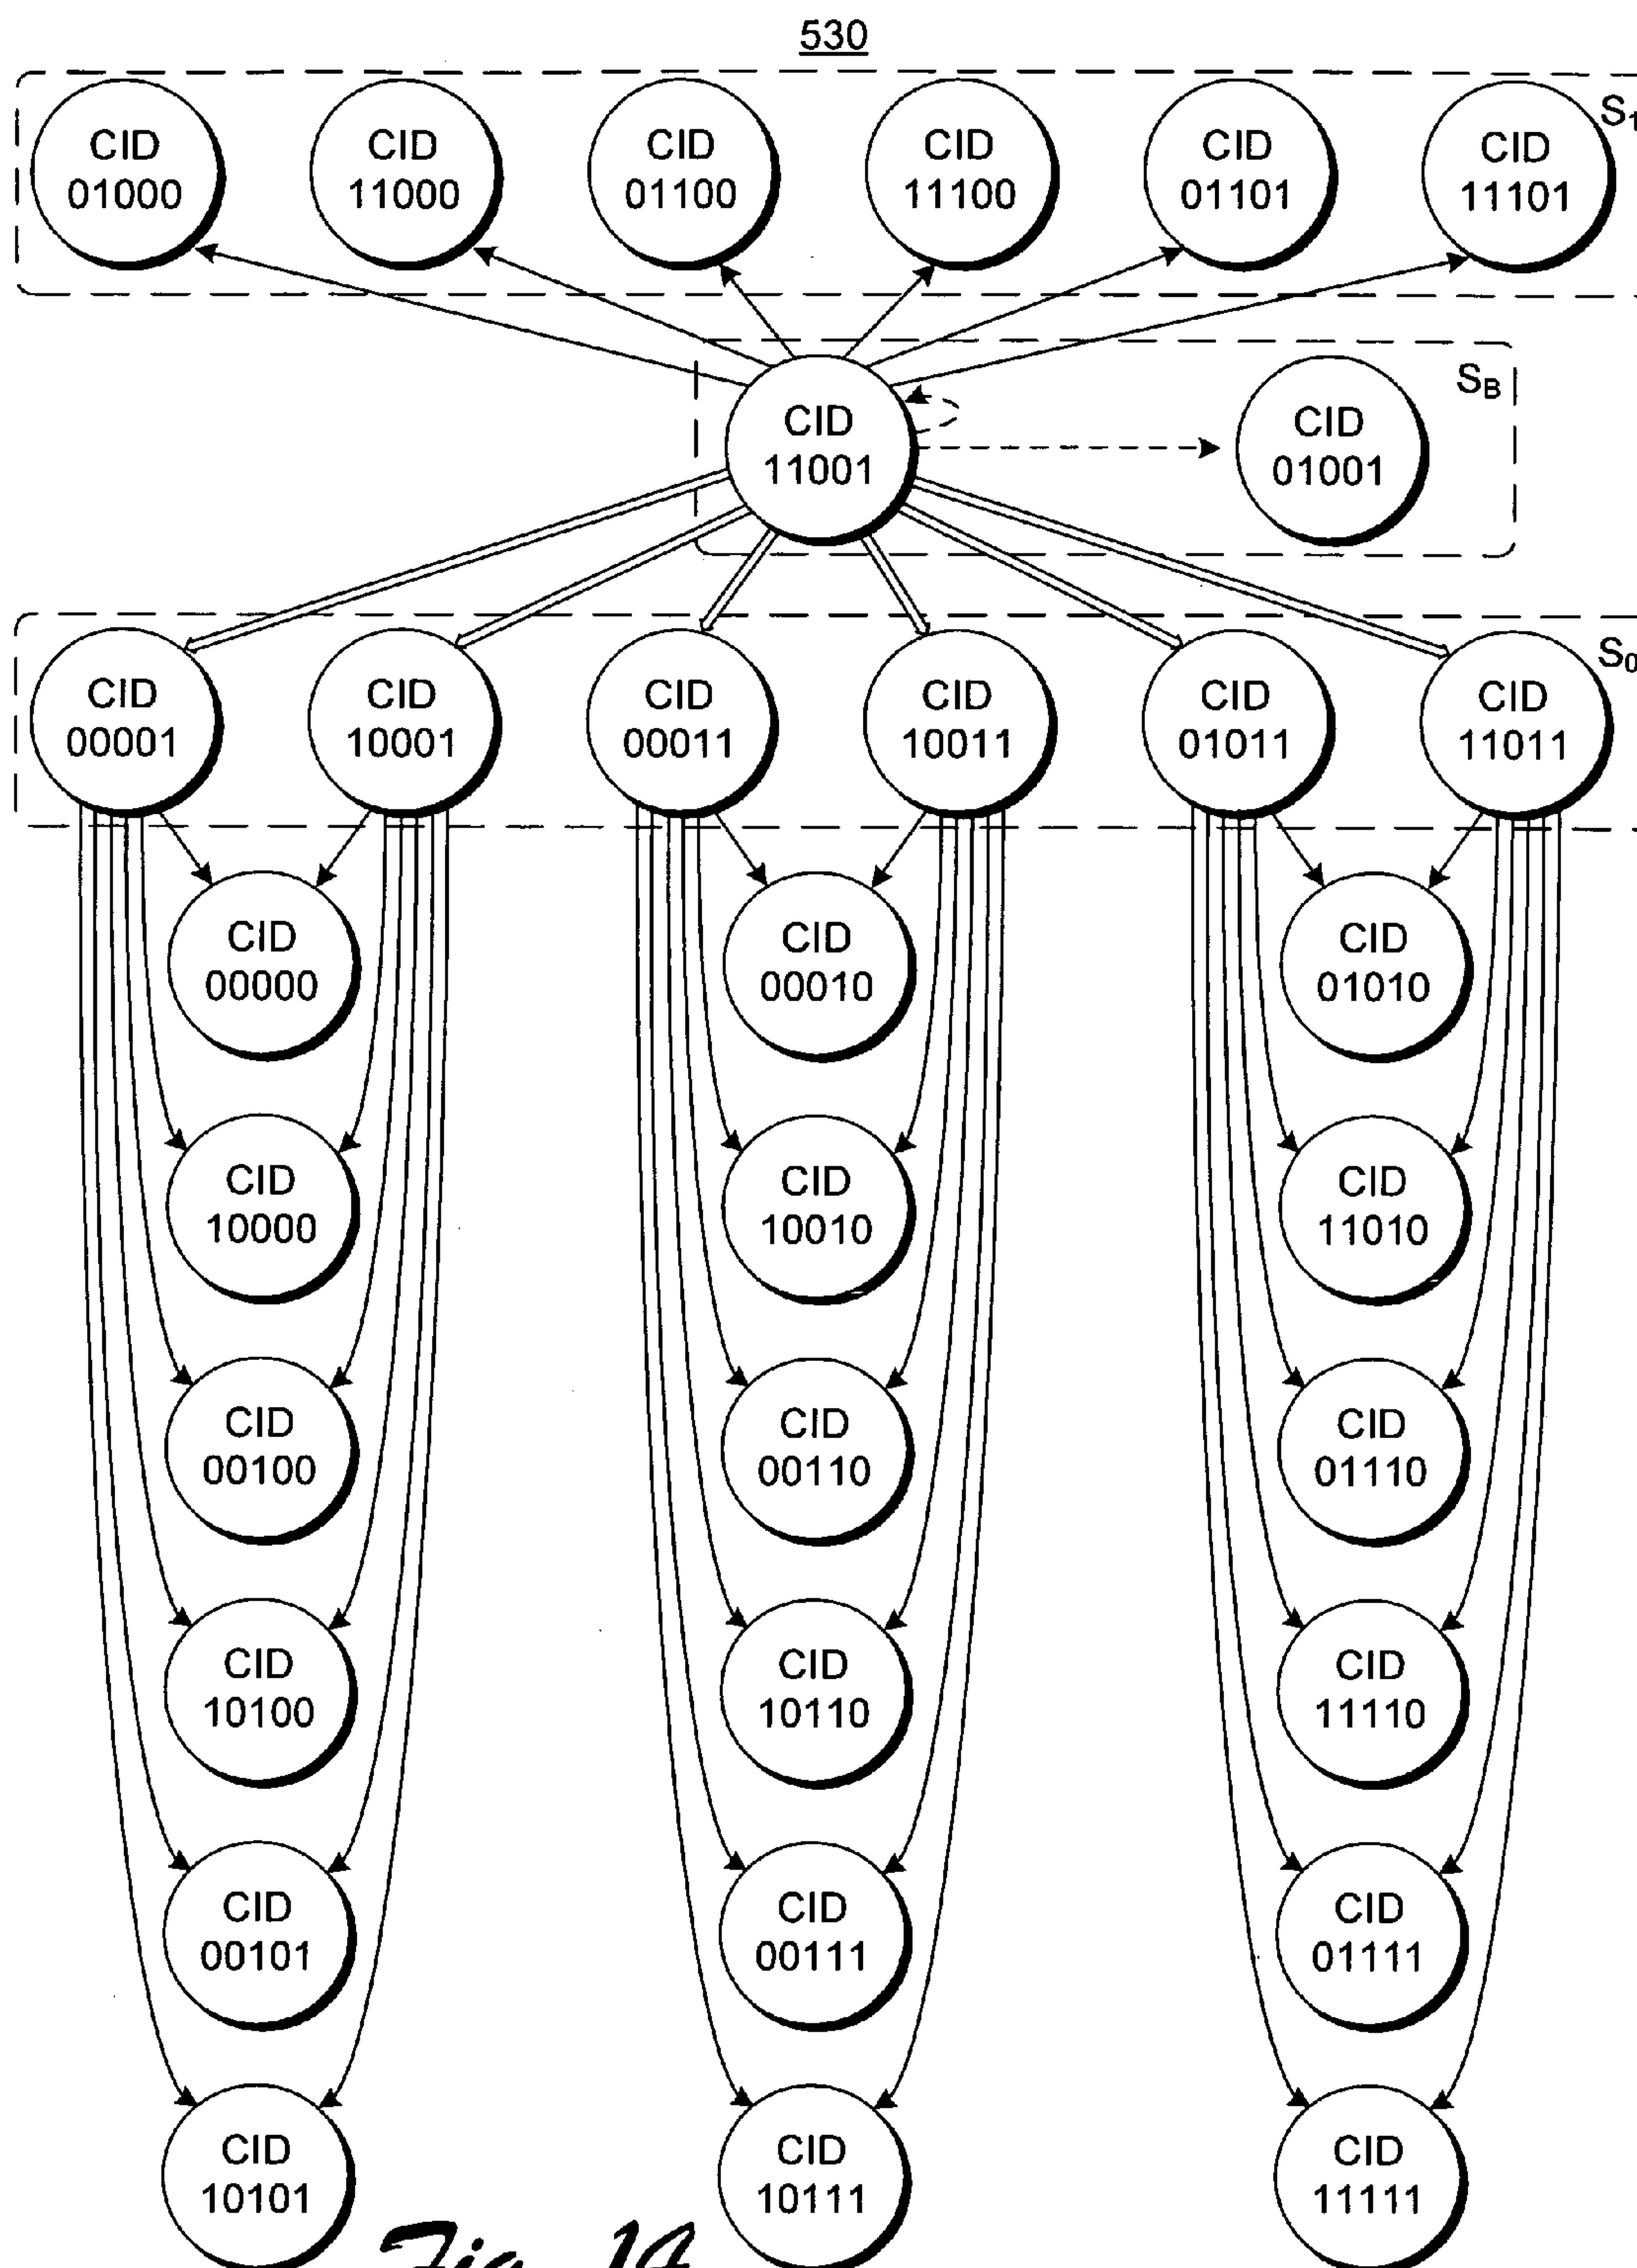 530
S1
CID
01000
CID
11000
CID
01100
CID
11100
CID
01101
CID
11101
SB
CID
11001
CID
01001
S0
CID
00001
CID
10001
CID
00011
CID
10011
CID
01011
CID
11011
CID
00000
CID
00010
CID
01010
CID
10000
CID
10010
CID
11010
CID
00100
CID
00110
CID
01110
CID
10100
CID
10110
CID
11110
CID
00101
CID
00111
CID
01111
CID
10101
CID
10111
CID
11111
Fig. 14